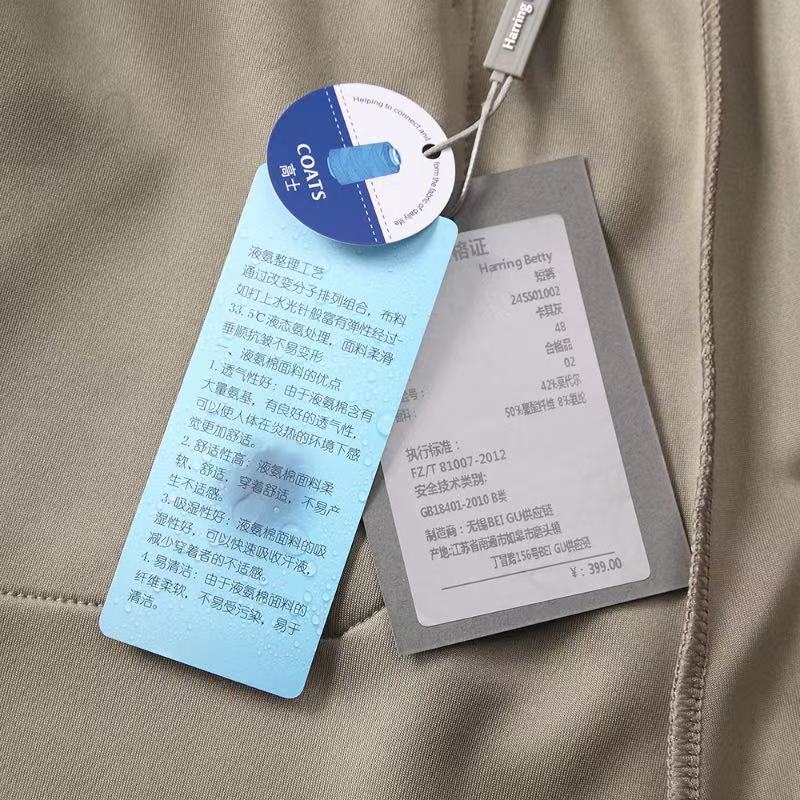 Harring
Helping to connect and form the fabric of daily life
COATS
高士
液氨整理工艺
通过改变分子排列组合，布料
如打上水光针般富有弹性经过-
33.5℃液态氨处理，面料柔滑
垂顺抗皱不易变形
一、液氨棉面料的优点
1.透气性好：由于液氨棉含有
大量氨基，有良好的透气性，
可以使人体在炎热的环境下感
觉更加舒适。
2.舒适性高：液氨棉面料柔
软、舒适，穿着舒适，不易产
生不适感。
3.吸湿性好：液氨棉面料的吸
湿性好，可以快速吸收汗液，
减少穿着者的不适感。
4.易清洁：由于液氨棉面料的
纤维柔软，不易受污染，易于
清洁。
格证
Harring Betty
短裤
24SS01002
卡其灰
48
合格品
02
号：
42%莫代尔
料：
50%聚酯纤维 8%氨纶
执行标准：
FZ/T 81007-2012
安全技术类别：
GB18401-2010 B类
制造商：无锡BEI GU供应链
产地:江苏省南通市如皋市磨头镇
丁冒路156号BEI GU供应链
¥：399.00